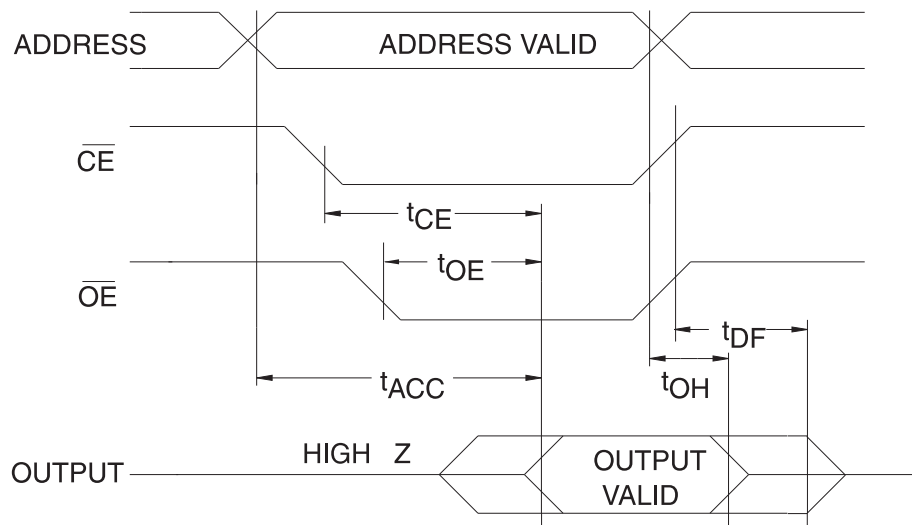 ADDRESS
ADDRESS VALID
CE
tCE
tOE
OE
tDF
tACC
tOH
HIGH Z
OUTPUT
OUTPUT
VALID